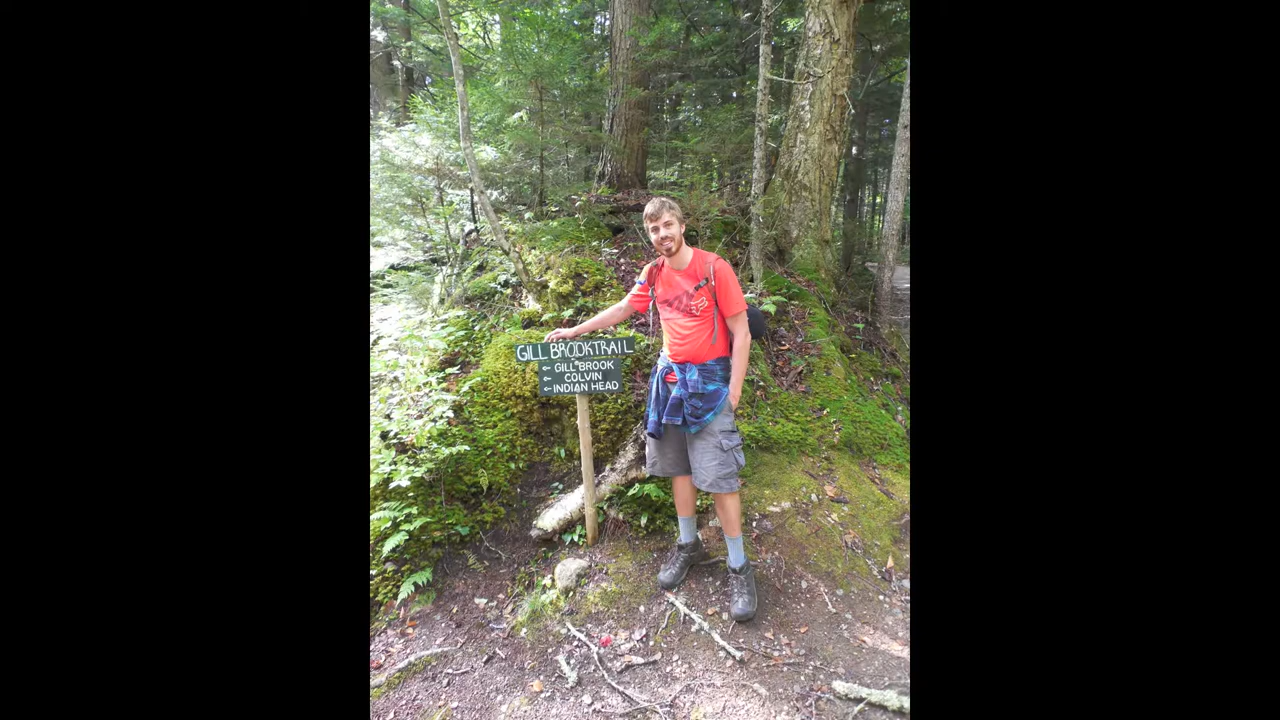 GILL BROOK TRAIL
← GILL BROOK
← COLVIN
← INDIAN HEAD